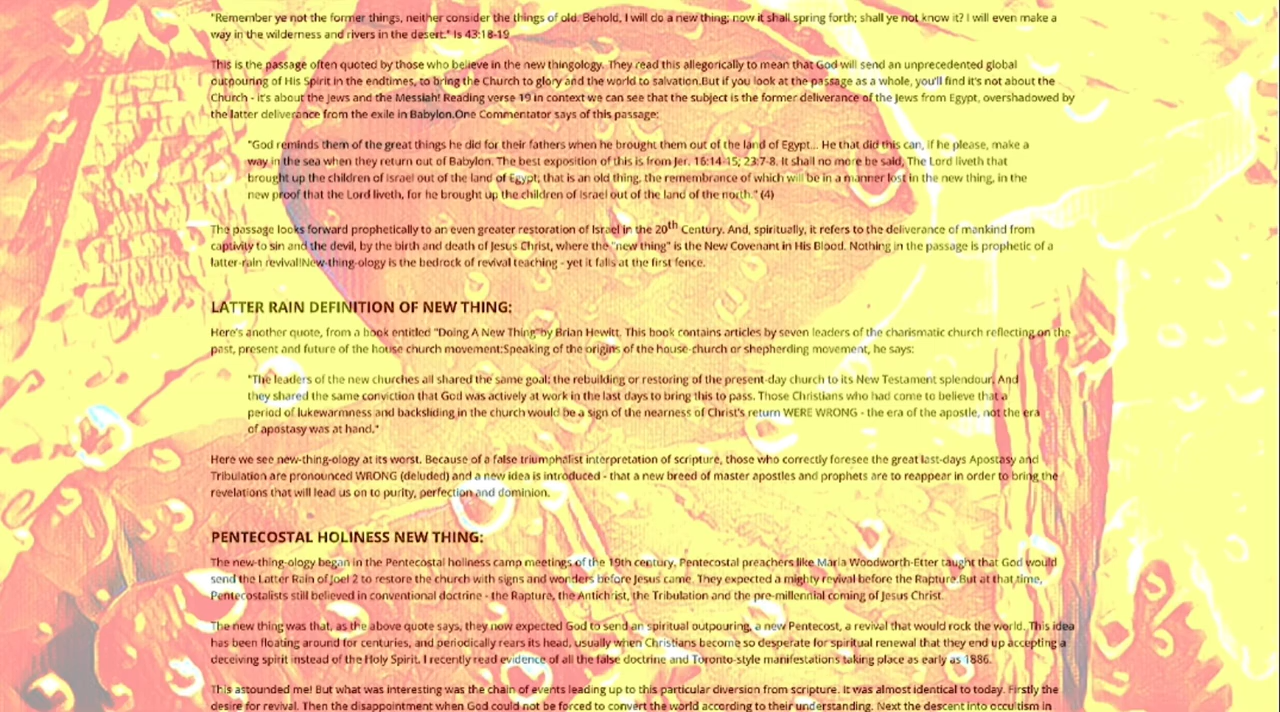 "Remember ye not the former things, neither consider the things of old. Behold, I will do a new thing; now it shall spring forth; shall ye not know it? I will even make a
way in the wilderness and rivers in the desert." Is 43:18-19
This is the passage often quoted by those who believe in the new thingology. They read this allegorically to mean that God will send an unprecedented global
outpouring of His Spirit in the endtimes, to bring the Church to glory and the world to salvation.But if you look at the passage as a whole, you'll find it's not about the
Church - it's about the Jews and the Messiah! Reading verse 19 in context we can see that the subject is the former deliverance of the Jews from Egypt, overshadowed by
the latter deliverance from the exile in Babylon.One Commentator says of this passage:
"God reminds them of the great things he did for their fathers when he brought them out of the land of Egypt... He that did this can, if he please, make a
way in the sea when they return out of Babylon. The best exposition of this is from Jer. 16:14-15; 23:7-8. It shall no more be said, The Lord liveth that
brought up the children of Israel out of the land of Egypt; that is an old thing, the remembrance of which will be in a manner lost in the new thing, in the
new proof that the Lord liveth, for he brought up the children of Israel out of the land of the north." (4)
The passage looks forward prophetically to an even greater restoration of Israel in the 20th Century. And, spiritually, it refers to the deliverance of mankind from
captivity to sin and the devil, by the birth and death of Jesus Christ, where the "new thing" is the New Covenant in His Blood. Nothing in the passage is prophetic of a
latter-rain revival!New-thing-ology is the bedrock of revival teaching - yet it falls at the first fence.
LATTER RAIN DEFINITION OF NEW THING:
Here's another quote, from a book entitled "Doing A New Thing"by Brian Hewitt. This book contains articles by seven leaders of the charismatic church reflecting on the
past, present and future of the house church movement:Speaking of the origins of the house-church or shepherding movement, he says:
"The leaders of the new churches all shared the same goal; the rebuilding or restoring of the present-day church to its New Testament splendour. And
they shared the same conviction that God was actively at work in the last days to bring this to pass. Those Christians who had come to believe that a
period of lukewarmness and backsliding in the church would be a sign of the nearness of Christ's return WERE WRONG - the era of the apostle, not the era
of apostasy was at hand."
Here we see new-thing-ology at its worst. Because of a false triumphalist interpretation of scripture, those who correctly foresee the great last-days Apostasy and
Tribulation are pronounced WRONG (deluded) and a new idea is introduced - that a new breed of master apostles and prophets are to reappear in order to bring the
revelations that will lead us on to purity, perfection and dominion.
PENTECOSTAL HOLINESS NEW THING:
The new-thing-ology began in the Pentecostal holiness camp meetings of the 19th century. Pentecostal preachers like Maria Woodworth-Etter taught that God would
send the Latter Rain of Joel 2 to restore the church with signs and wonders before Jesus came. They expected a mighty revival before the Rapture.But at that time,
Pentecostalists still believed in conventional doctrine - the Rapture, the Antichrist, the Tribulation and the pre-millennial coming of Jesus Christ.
The new thing was that, as the above quote says, they now expected God to send an spiritual outpouring, a new Pentecost, a revival that would rock the world. This idea
has been floating around for centuries, and periodically rears its head, usually when Christians become so desperate for spiritual renewal that they end up accepting a
deceiving spirit instead of the Holy Spirit. I recently read evidence of all the false doctrine and Toronto-style manifestations taking place as early as 1886.
This astounded me! But what was interesting was the chain of events leading up to this particular diversion from scripture. It was almost identical to today. Firstly the
desire for revival. Then the disappointment when God could not be forced to convert the world according to their understanding. Next the descent into occultism in